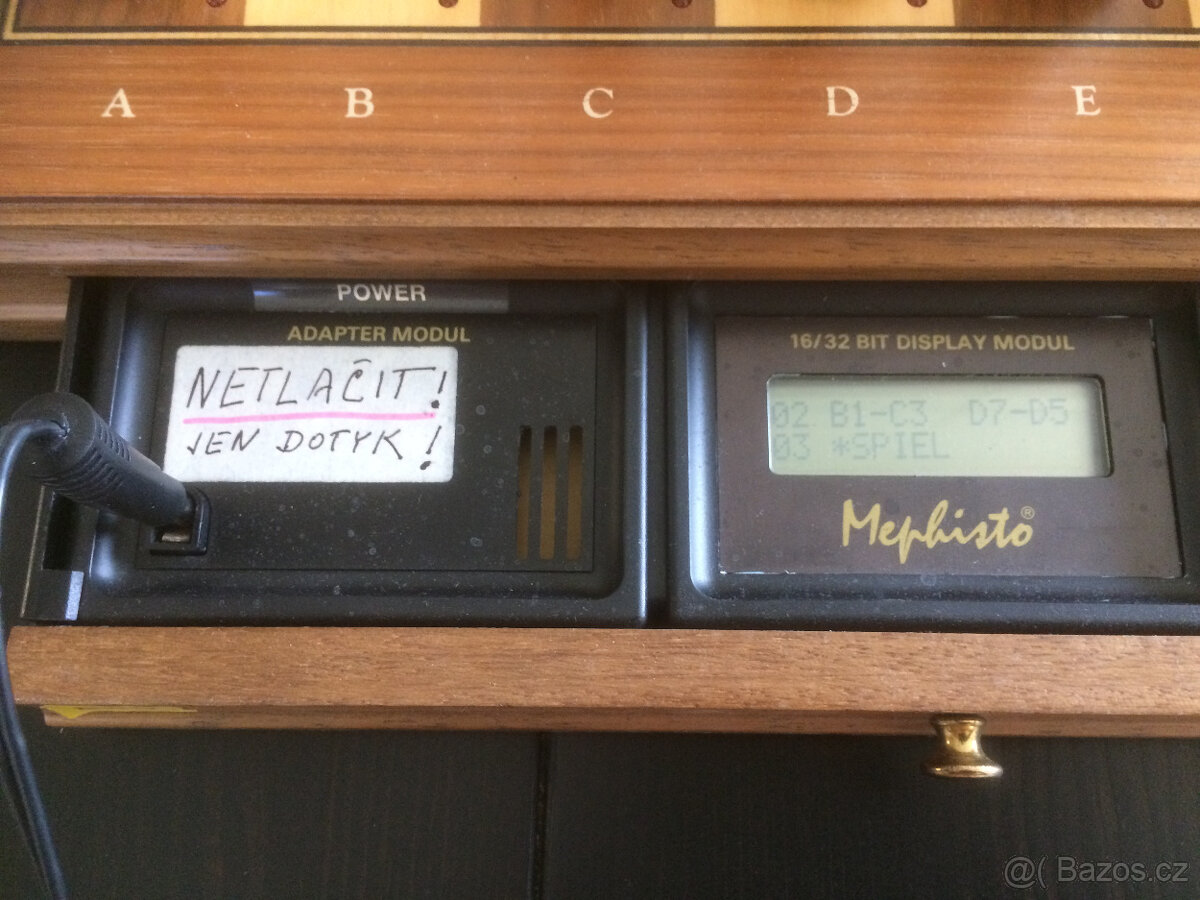 A B C D E
POWER
ADAPTER MODUL
NETLAČIT!
JEN DOTYK!
16/32 BIT DISPLAY MODUL
02 B1-C3 D7-D5
03 *SPIEL
Mephisto®
@( Bazos.cz